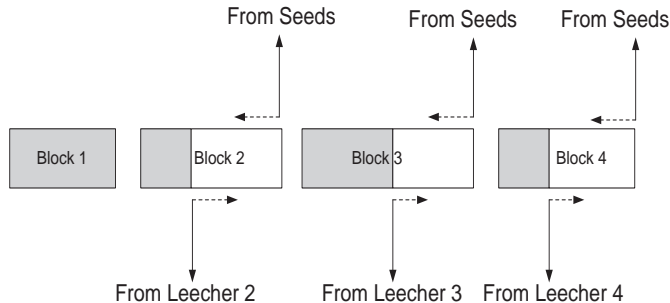 From Seeds
From Seeds
From Seeds
Block 1
Block 2
Block 3
Block 4
From Leecher 2
From Leecher 3
From Leecher 4